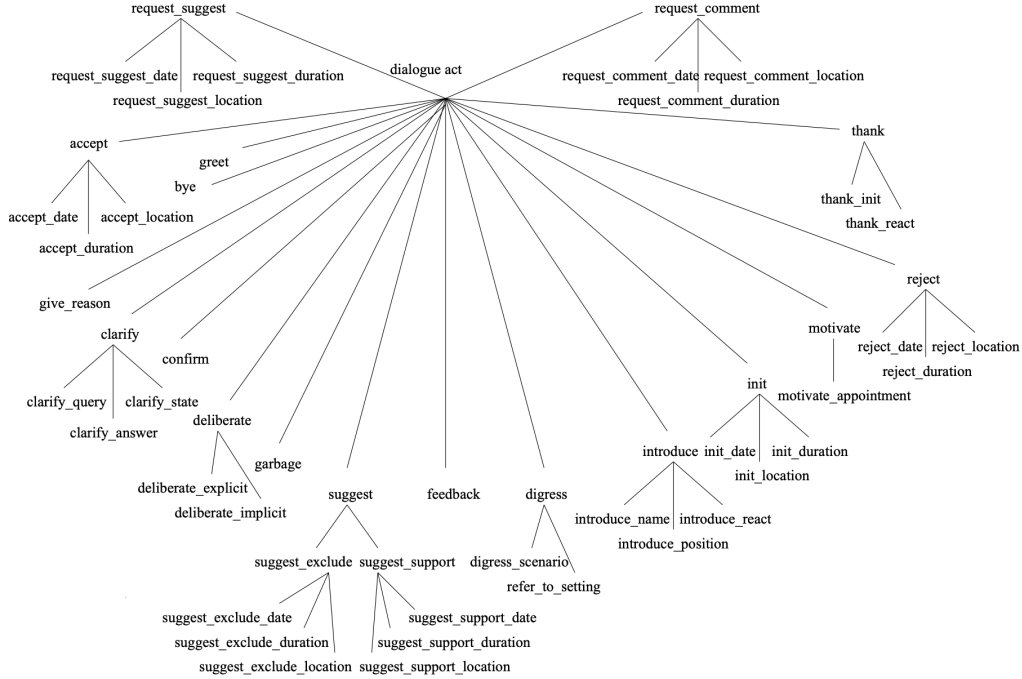 request_suggest
request_comment
dialogue act
request_suggest_date
request_suggest_duration
request_suggest_location
request_comment_date
request_comment_location
request_comment_duration
accept
greet
bye
thank
accept_date
accept_location
accept_duration
thank_init
thank_react
give_reason
reject
clarify
confirm
motivate
reject_date
reject_location
reject_duration
clarify_query
clarify_state
clarify_answer
deliberate
init
motivate_appointment
garbage
introduce
init_date
init_duration
init_location
deliberate_explicit
deliberate_implicit
suggest
feedback
digress
introduce_name
introduce_react
introduce_position
suggest_exclude
suggest_support
digress_scenario
refer_to_setting
suggest_exclude_date
suggest_support_date
suggest_exclude_duration
suggest_support_duration
suggest_exclude_location
suggest_support_location